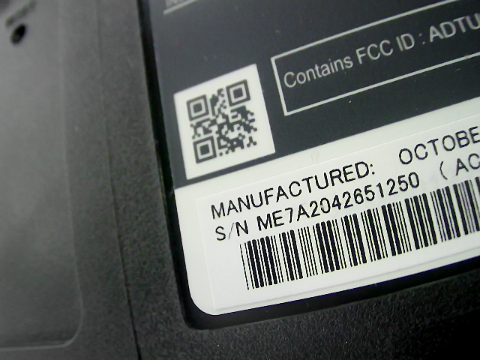 Contains FCC ID : ADTU
MANUFACTURED: OCTOBE
S/N ME7A2042651250 ( AC